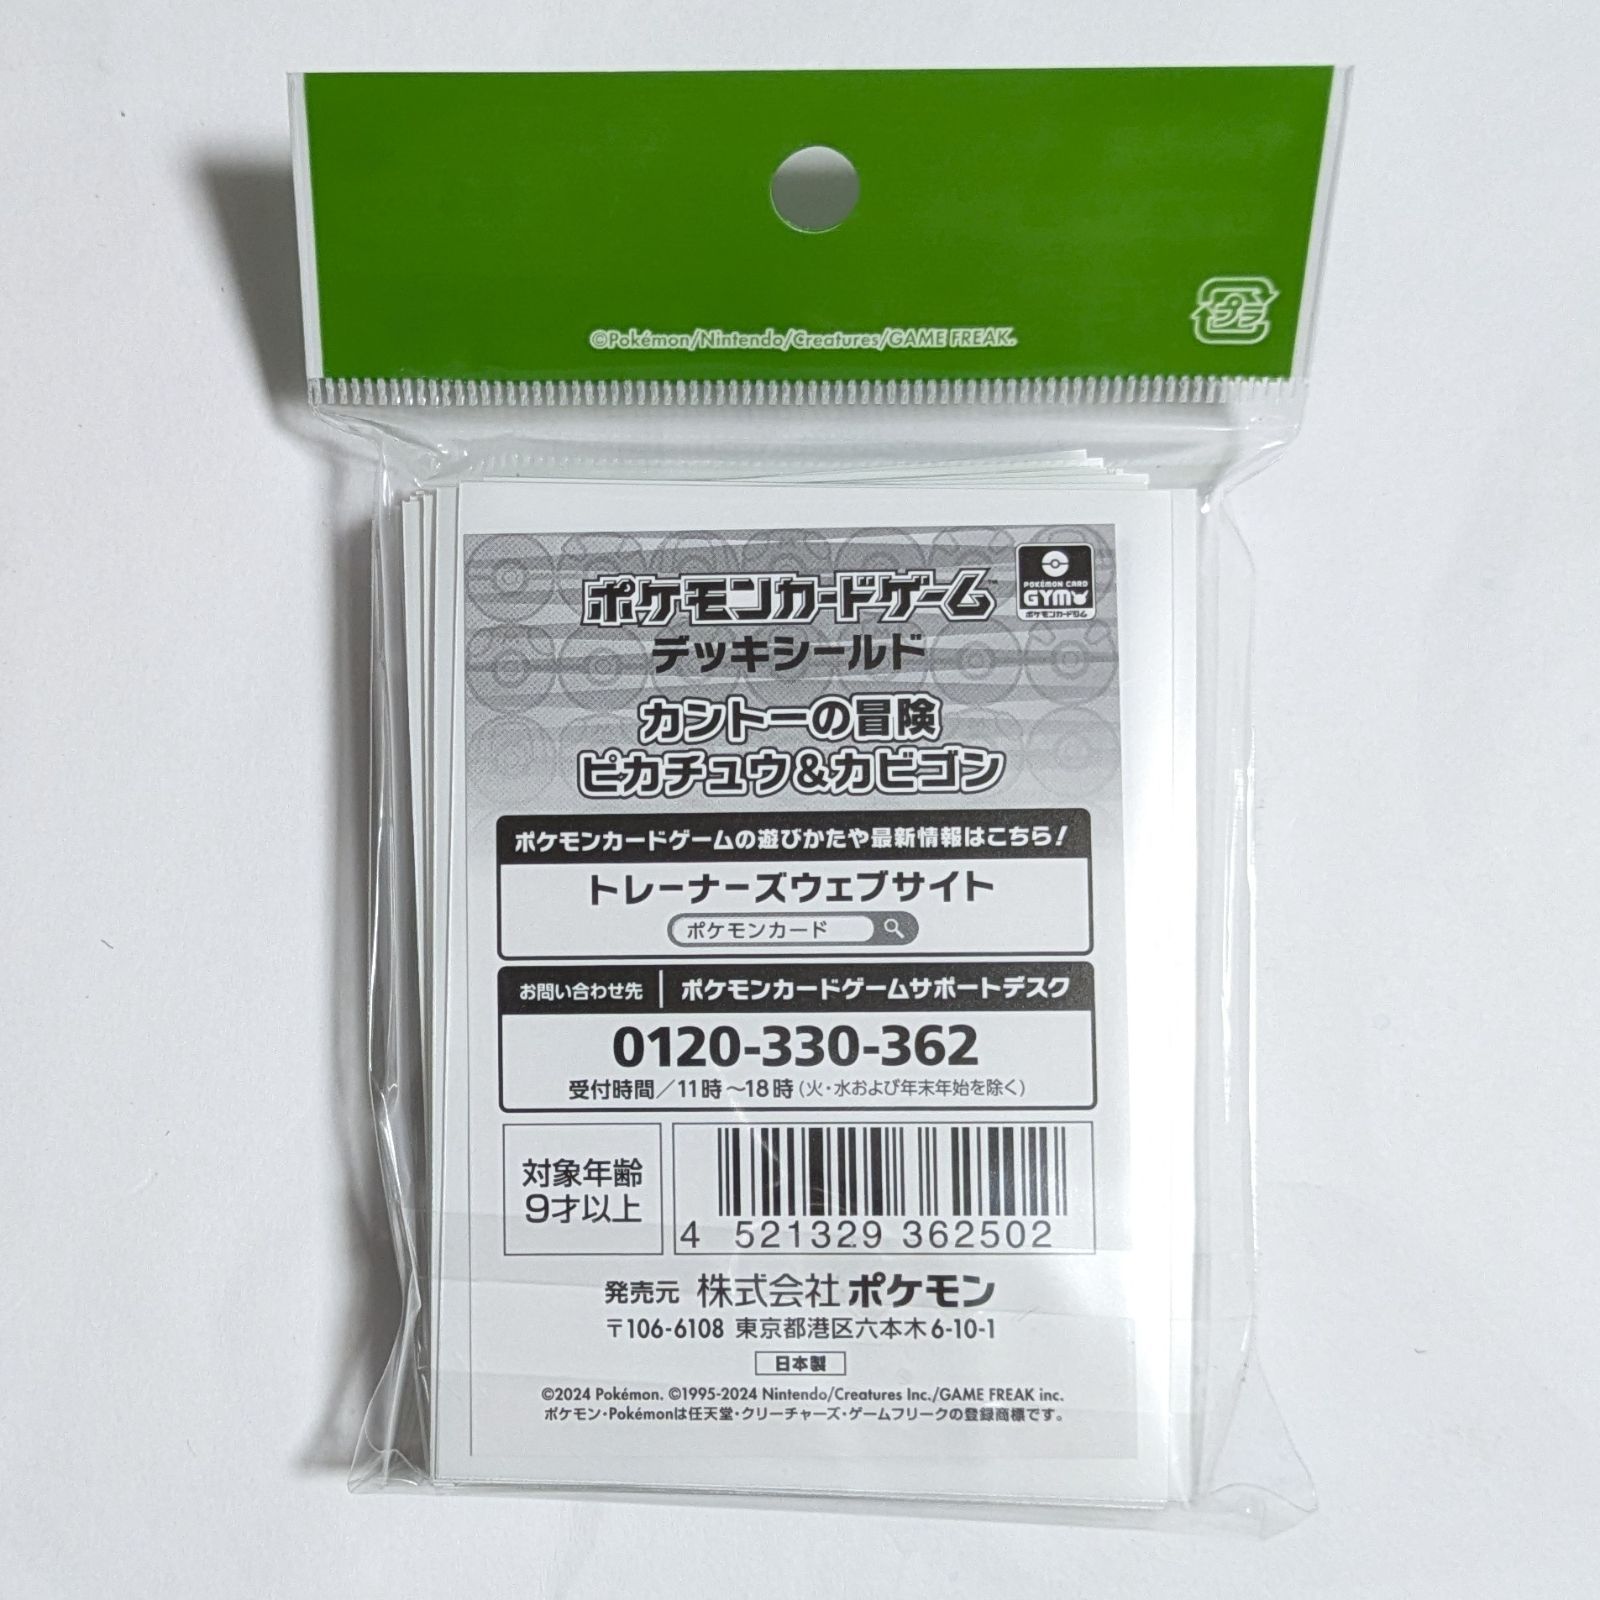 ©Pokémon/Nintendo/Creatures/GAME FREAK.
プラ
ポケモンカードゲーム™
POKÉMON CARD
GYM
ポケモンカードジム
デッキシールド
カントーの冒険
ピカチュウ&カビゴン
ポケモンカードゲームの遊びかたや最新情報はこちら!
トレーナーズウェブサイト
ポケモンカード
お問い合わせ先 ポケモンカードゲームサポートデスク
0120-330-362
受付時間/11時~18時(火・水および年末年始を除く)
対象年齢
9才以上
4 521329 362502
発売元 株式会社ポケモン
〒106-6108 東京都港区六本木6-10-1
日本製
©2024 Pokémon. ©1995-2024 Nintendo/Creatures Inc./GAME FREAK inc.
ポケモン・Pokémonは任天堂・クリーチャーズ・ゲームフリークの登録商標です。